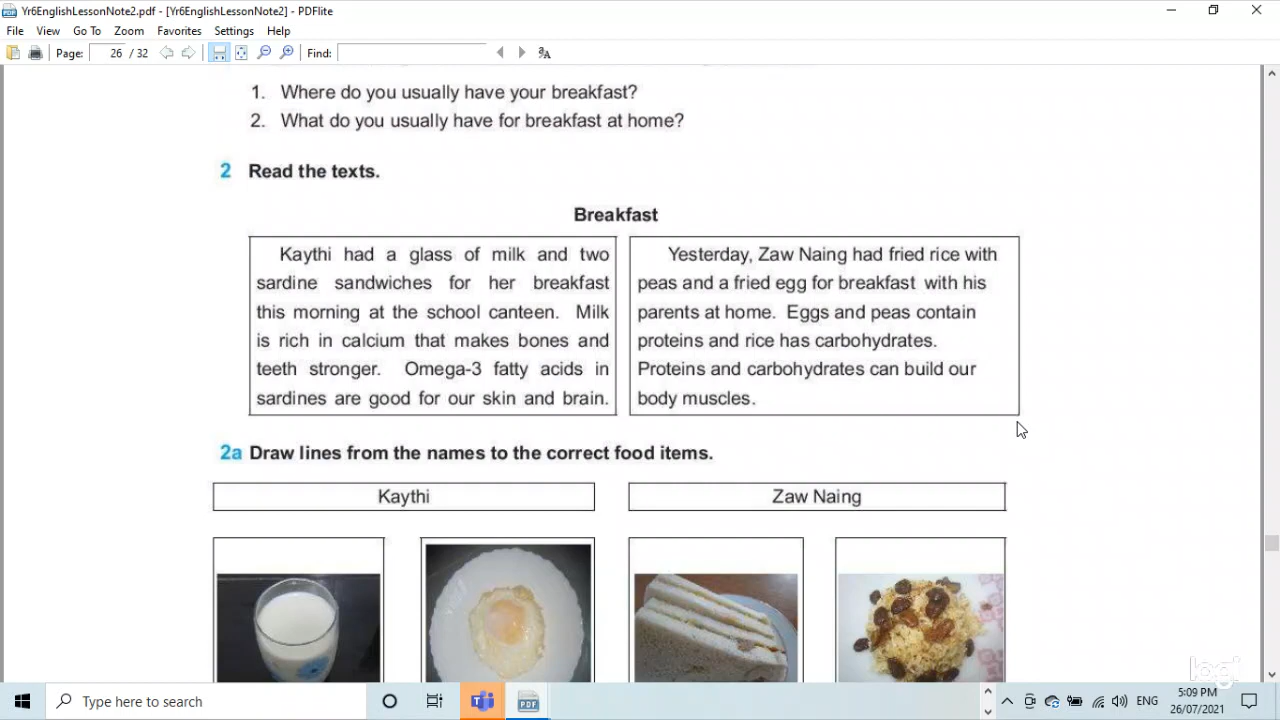 Yr6EnglishLessonNote2.pdf - [Yr6EnglishLessonNote2] - PDFlite
File View Go To Zoom Favorites Settings Help
Page: 26 / 32 Find:
1. Where do you usually have your breakfast?
2. What do you usually have for breakfast at home?
2 Read the texts.
Breakfast
Kaythi had a glass of milk and two
sardine sandwiches for her breakfast
this morning at the school canteen. Milk
is rich in calcium that makes bones and
teeth stronger. Omega-3 fatty acids in
sardines are good for our skin and brain.
Yesterday, Zaw Naing had fried rice with
peas and a fried egg for breakfast with his
parents at home. Eggs and peas contain
proteins and rice has carbohydrates.
Proteins and carbohydrates can build our
body muscles.
2a Draw lines from the names to the correct food items.
Kaythi
Zaw Naing
Type here to search
ENG
5:09 PM
26/07/2021